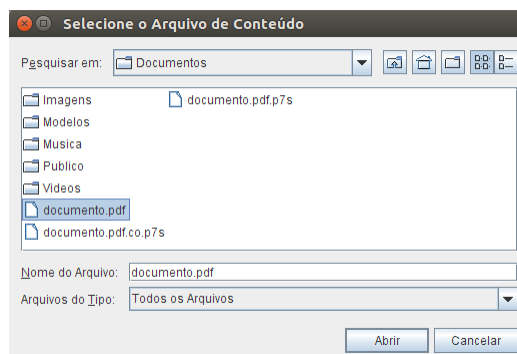 Selecione o Arquivo de Conteúdo
Pesquisar em: Documentos
Imagens
Modelos
Musica
Publico
Videos
documento.pdf
documento.pdf.co.p7s
documento.pdf.p7s
Nome do Arquivo: documento.pdf
Arquivos do Tipo: Todos os Arquivos
Abrir Cancelar